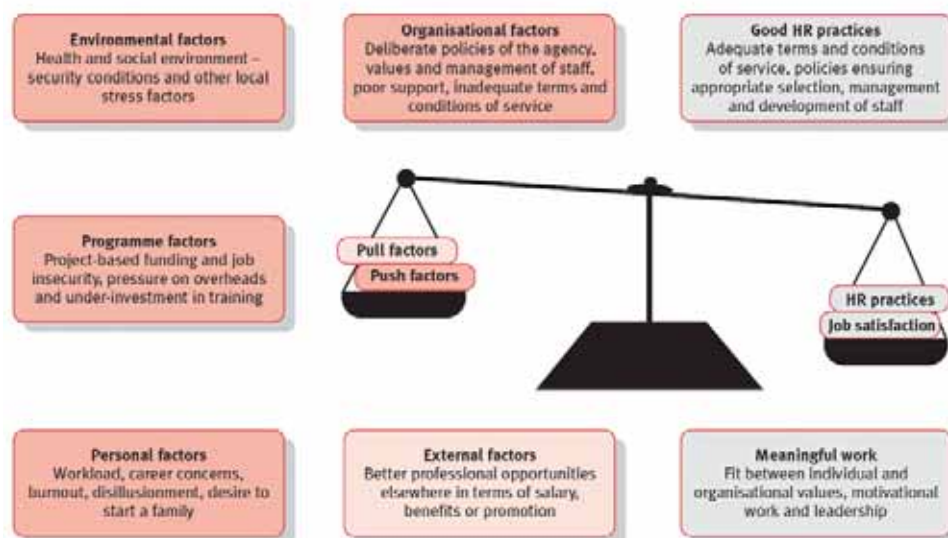 Environmental factors
Health and social environment –
security conditions and other local
stress factors
Organisational factors
Deliberate policies of the agency,
values and management of staff,
poor support, inadequate terms and
conditions of service
Good HR practices
Adequate terms and conditions
of service, policies ensuring
appropriate selection, management
and development of staff
Programme factors
Project-based funding and job
insecurity, pressure on overheads
and under-investment in training
Pull factors
Push factors
HR practices
Job satisfaction
Personal factors
Workload, career concerns,
burnout, disillusionment, desire to
start a family
External factors
Better professional opportunities
elsewhere in terms of salary,
benefits or promotion
Meaningful work
Fit between individual and
organisational values, motivational
work and leadership